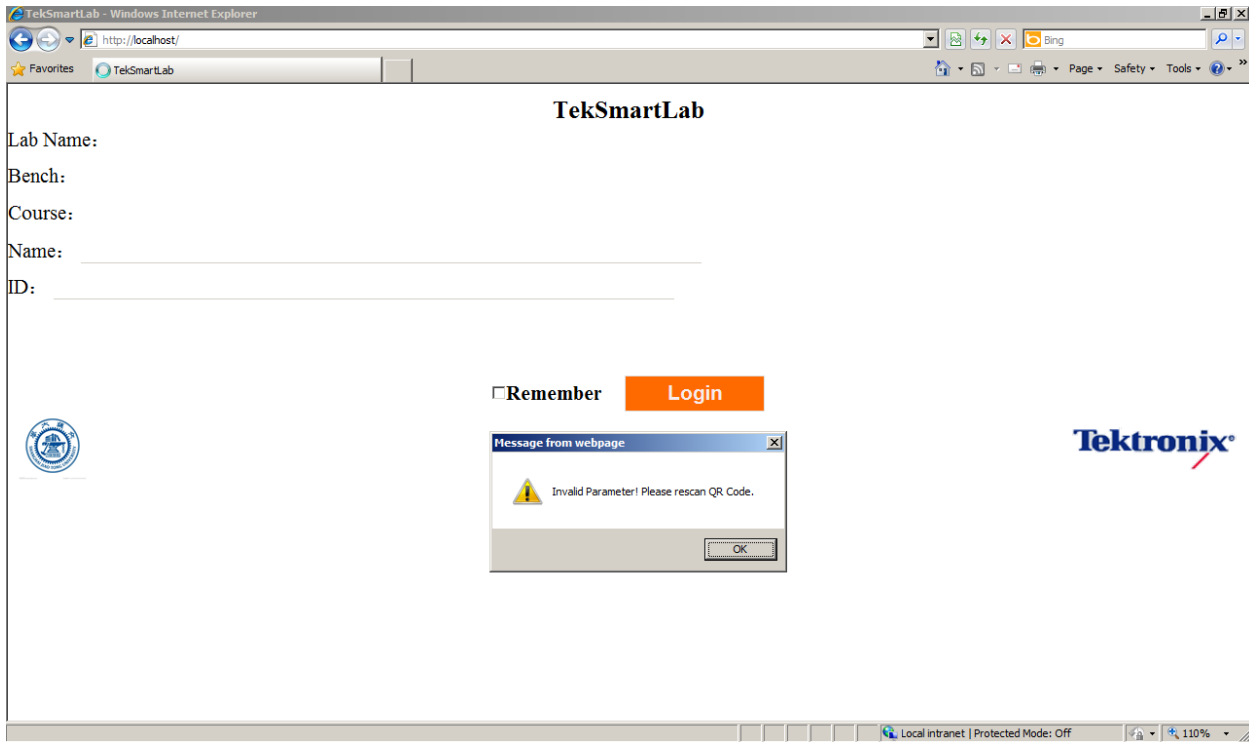 TekSmartLab - Windows Internet Explorer
http://localhost/
Bing
Favorites
TekSmartLab
Page
Safety
Tools
TekSmartLab
Lab Name：
Bench：
Course：
Name：
ID：
Remember
Login
Message from webpage
Invalid Parameter! Please rescan QR Code.
OK
Tektronix
Local intranet | Protected Mode: Off
110%